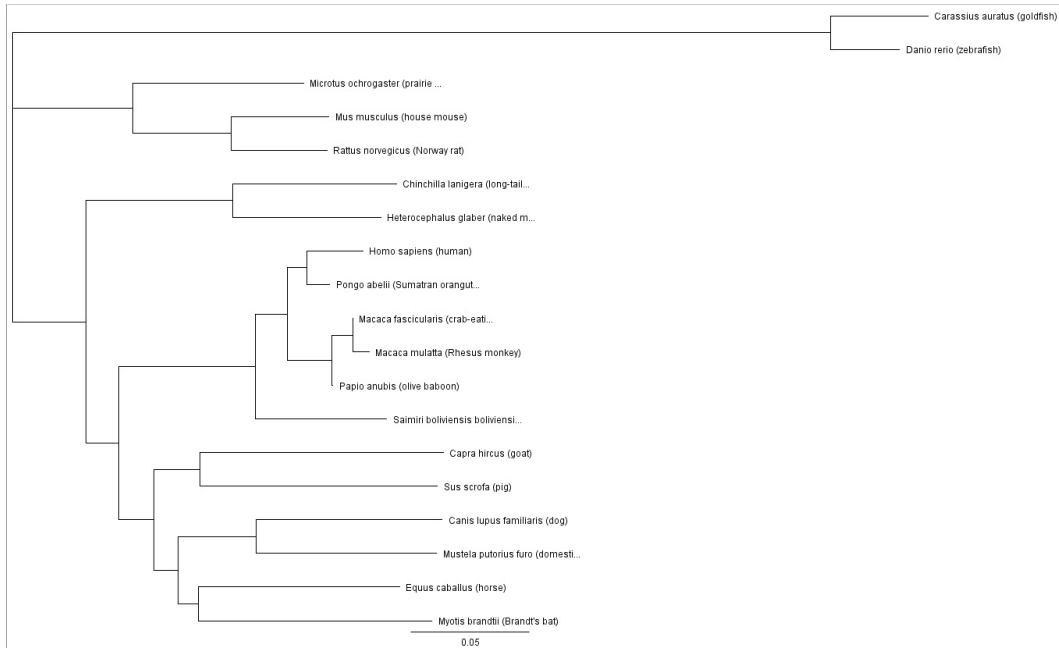 Carassius auratus (goldfish)
Danio rerio (zebrafish)
Microtus ochrogaster (prairie ...
Mus musculus (house mouse)
Rattus norvegicus (Norway rat)
Chinchilla lanigera (long-tail...
Heterocephalus glaber (naked m...
Homo sapiens (human)
Pongo abelii (Sumatran orangut...
Macaca fascicularis (crab-eati...
Macaca mulatta (Rhesus monkey)
Papio anubis (olive baboon)
Saimiri boliviensis boliviensi...
Capra hircus (goat)
Sus scrofa (pig)
Canis lupus familiaris (dog)
Mustela putorius furo (domesti...
Equus caballus (horse)
Myotis brandtii (Brandt's bat)
0.05